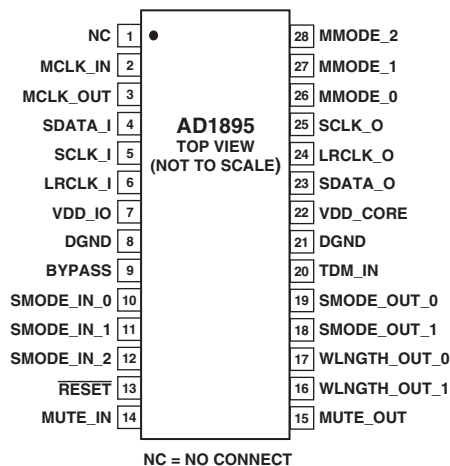 NC 1 28 MMODE_2
MCLK_IN 2 27 MMODE_1
MCLK_OUT 3 26 MMODE_0
SDATA_I 4 AD1895 25 SCLK_O
SCLK_I 5 TOP VIEW 24 LRCLK_O
LRCLK_I 6 (NOT TO SCALE) 23 SDATA_O
VDD_IO 7 22 VDD_CORE
DGND 8 21 DGND
BYPASS 9 20 TDM_IN
SMODE_IN_0 10 19 SMODE_OUT_0
SMODE_IN_1 11 18 SMODE_OUT_1
SMODE_IN_2 12 17 WLNGTH_OUT_0
RESET 13 16 WLNGTH_OUT_1
MUTE_IN 14 15 MUTE_OUT
NC = NO CONNECT